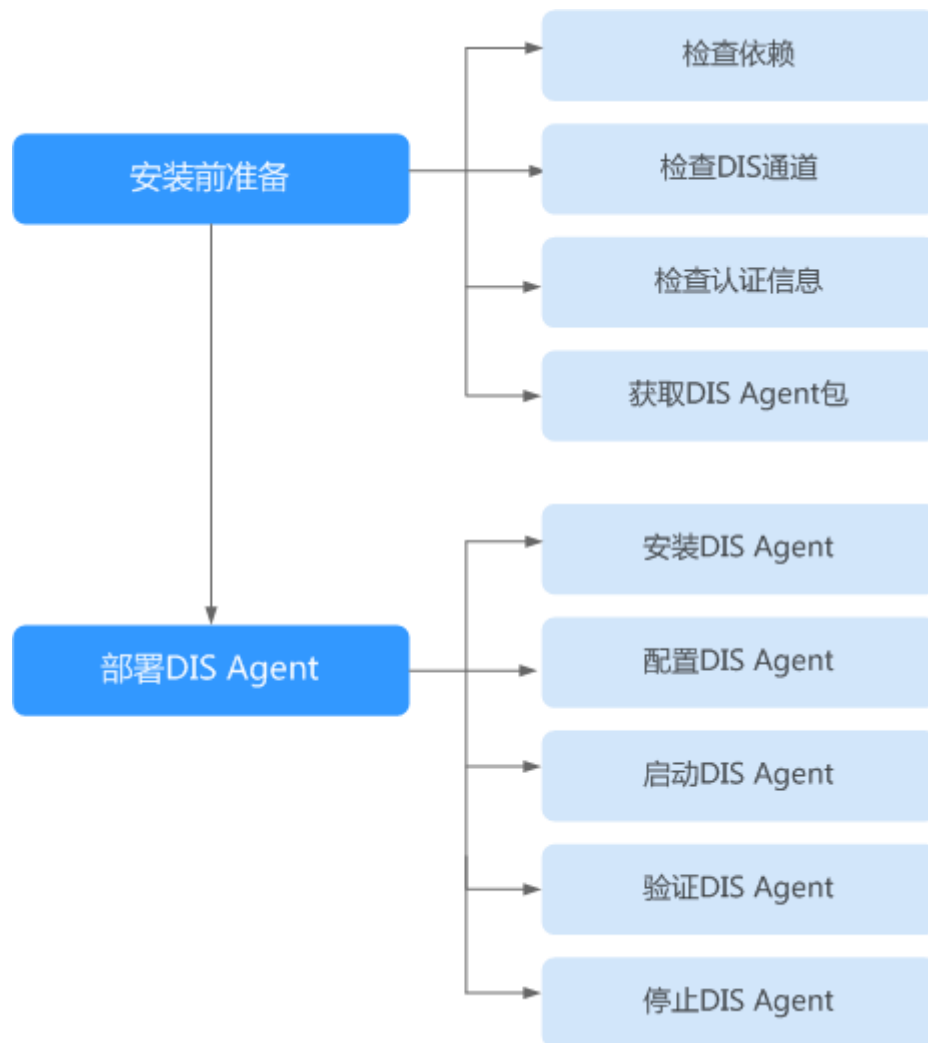 安装前准备
检查依赖
检查DIS通道
检查认证信息
获取DIS Agent包
部署DIS Agent
安装DIS Agent
配置DIS Agent
启动DIS Agent
验证DIS Agent
停止DIS Agent